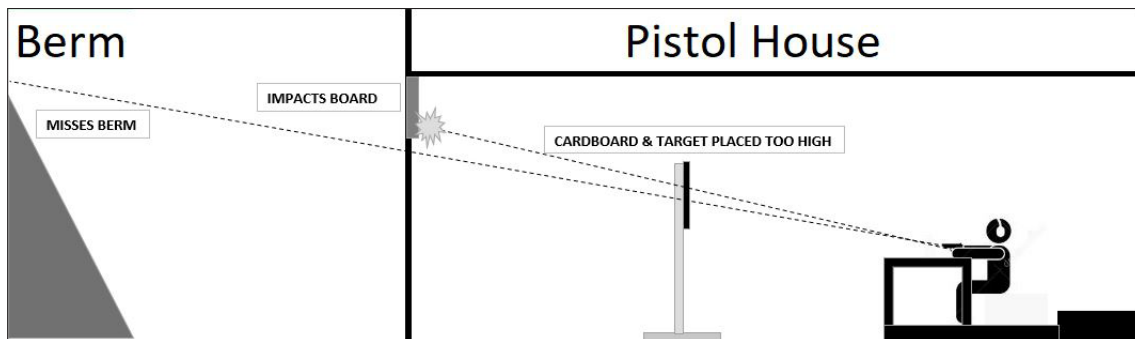 Berm
Pistol House
IMPACTS BOARD
MISSES BERM
CARDBOARD & TARGET PLACED TOO HIGH